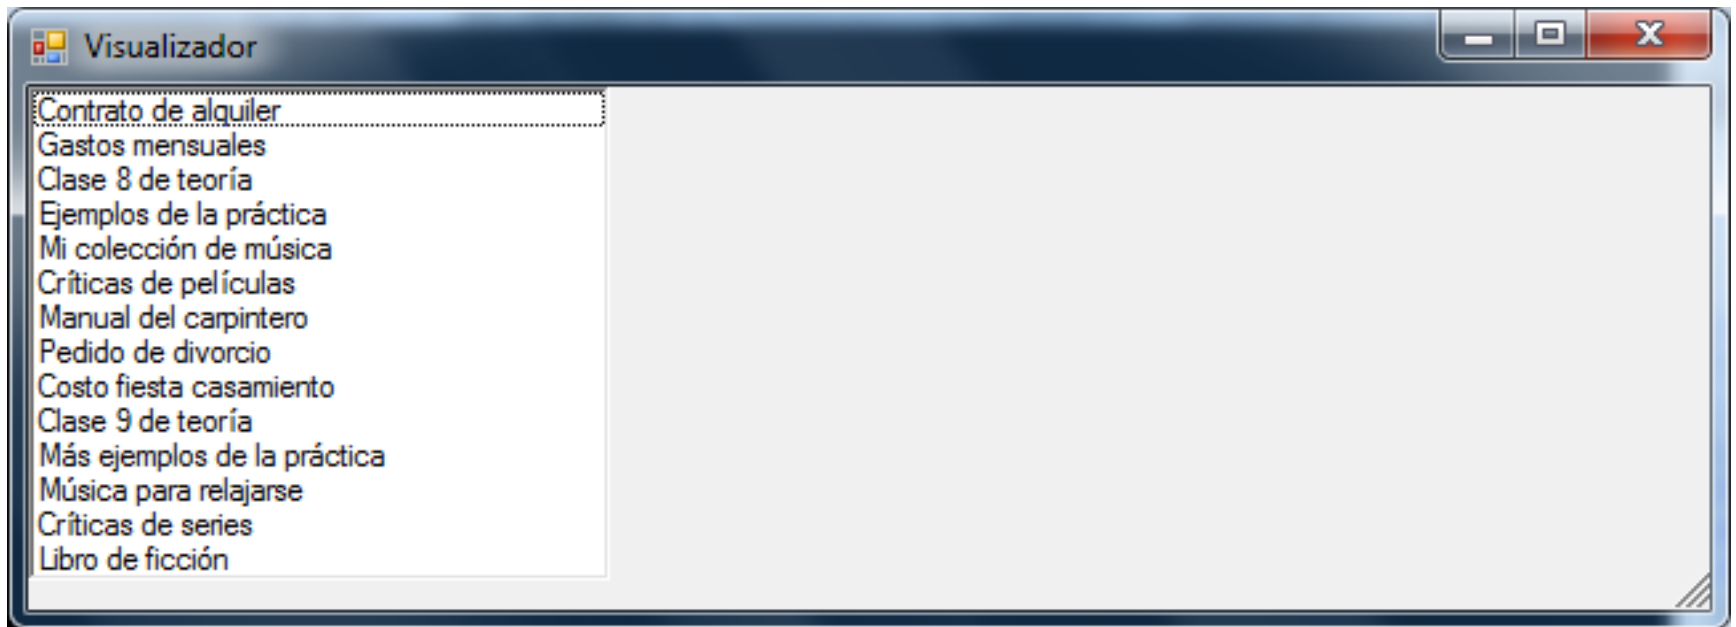 Visualizador
Contrato de alquiler
Gastos mensuales
Clase 8 de teoría
Ejemplos de la práctica
Mi colección de música
Críticas de películas
Manual del carpintero
Pedido de divorcio
Costo fiesta casamiento
Clase 9 de teoría
Más ejemplos de la práctica
Música para relajarse
Críticas de series
Libro de ficción